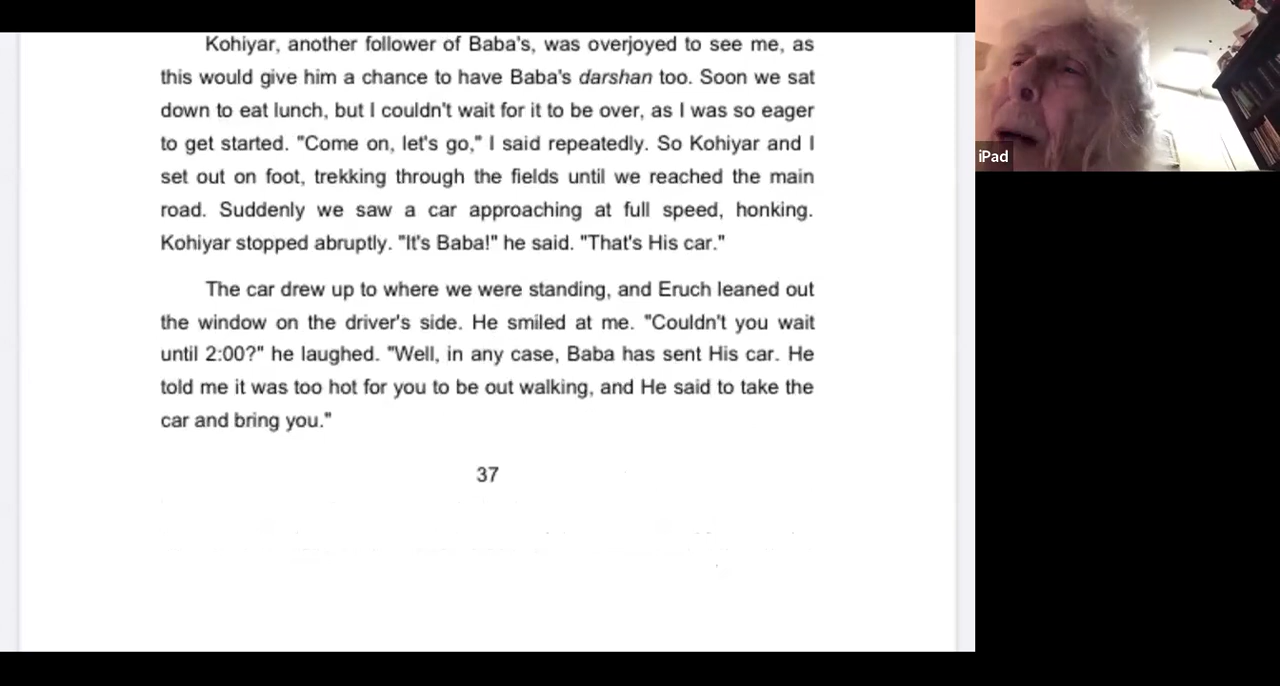 Kohiyar, another follower of Baba's, was overjoyed to see me, as
this would give him a chance to have Baba's darshan too. Soon we sat
down to eat lunch, but I couldn't wait for it to be over, as I was so eager
to get started. "Come on, let's go," I said repeatedly. So Kohiyar and I
set out on foot, trekking through the fields until we reached the main
road. Suddenly we saw a car approaching at full speed, honking.
Kohiyar stopped abruptly. "It's Baba!" he said. "That's His car."
The car drew up to where we were standing, and Eruch leaned out
the window on the driver's side. He smiled at me. "Couldn't you wait
until 2:00?" he laughed. "Well, in any case, Baba has sent His car. He
told me it was too hot for you to be out walking, and He said to take the
car and bring you."
37
iPad